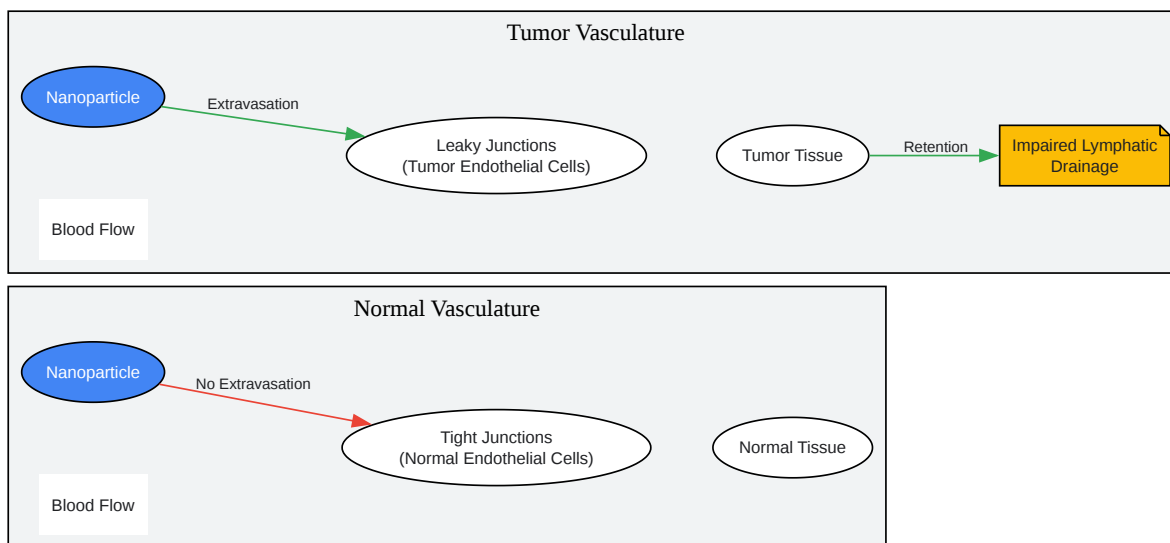 Tumor Vasculature
Nanoparticle
Extravasation
Leaky Junctions
(Tumor Endothelial Cells)
Tumor Tissue
Retention
Impaired Lymphatic
Drainage
Blood Flow
Normal Vasculature
Nanoparticle
No Extravasation
Tight Junctions
(Normal Endothelial Cells)
Normal Tissue
Blood Flow